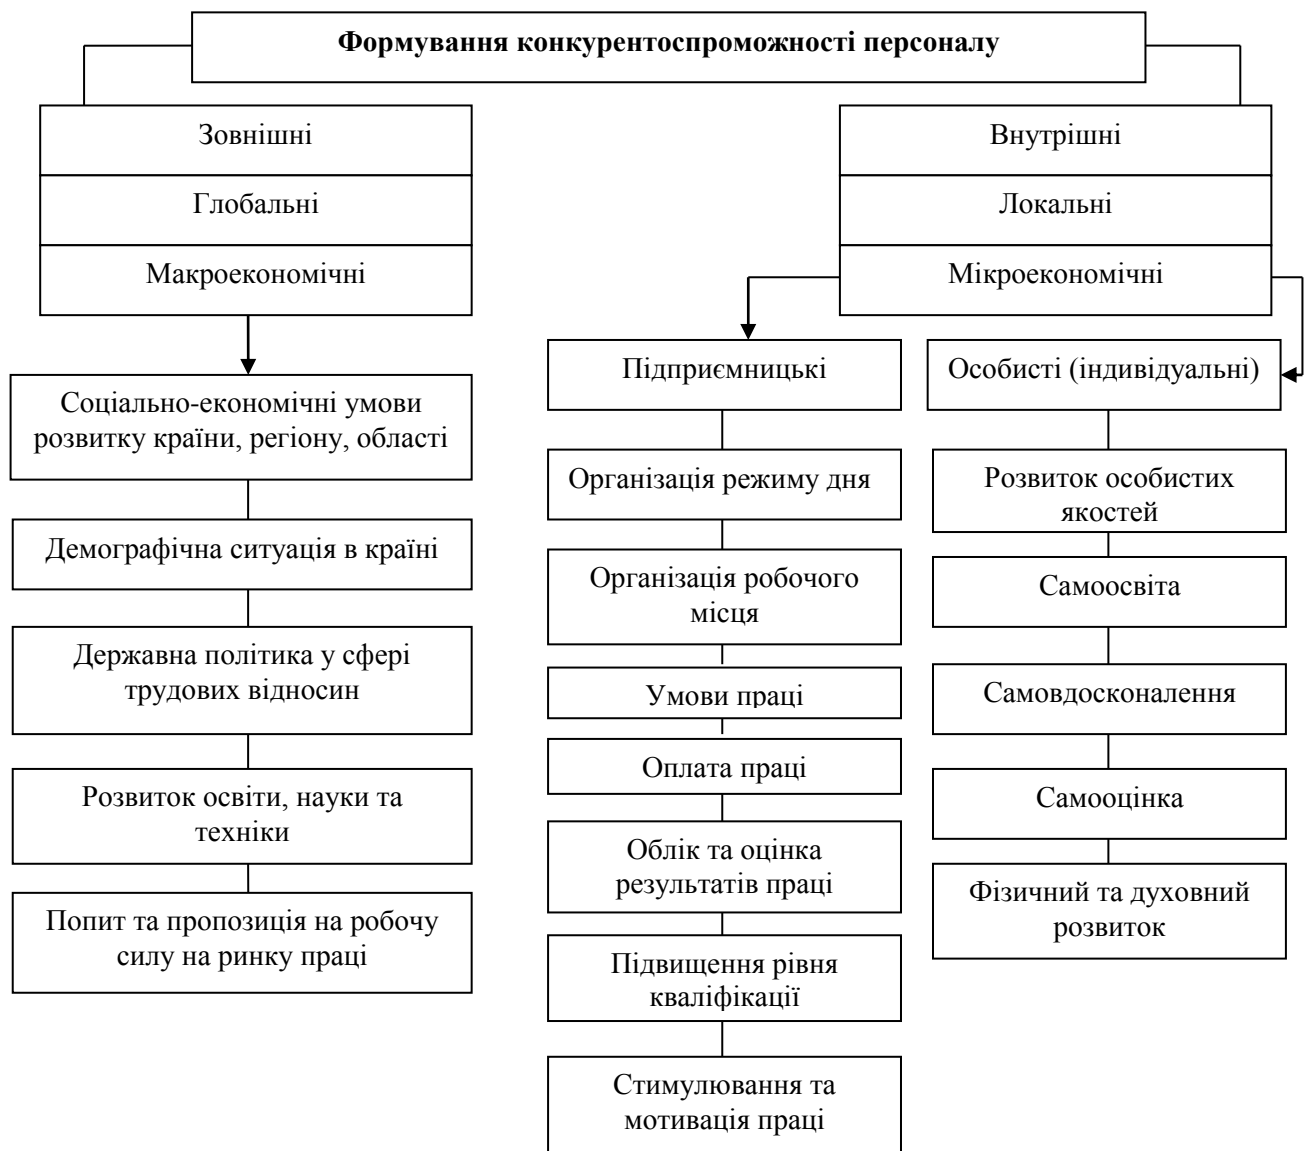 Формування конкурентоспроможності персоналу
Зовнішні
Глобальні
Макроекономічні
Соціально-економічні умови
розвитку країни, регіону, області
Демографічна ситуація в країні
Державна політика у сфері
трудових відносин
Розвиток освіти, науки та
техніки
Попит та пропозиція на робочу
силу на ринку праці
Внутрішні
Локальні
Мікроекономічні
Підприємницькі
Організація режиму дня
Організація робочого
місця
Умови праці
Оплата праці
Облік та оцінка
результатів праці
Підвищення рівня
кваліфікації
Стимулювання та
мотивація праці
Особисті (індивідуальні)
Розвиток особистих
якостей
Самоосвіта
Самовдосконалення
Самооцінка
Фізичний та духовний
розвиток